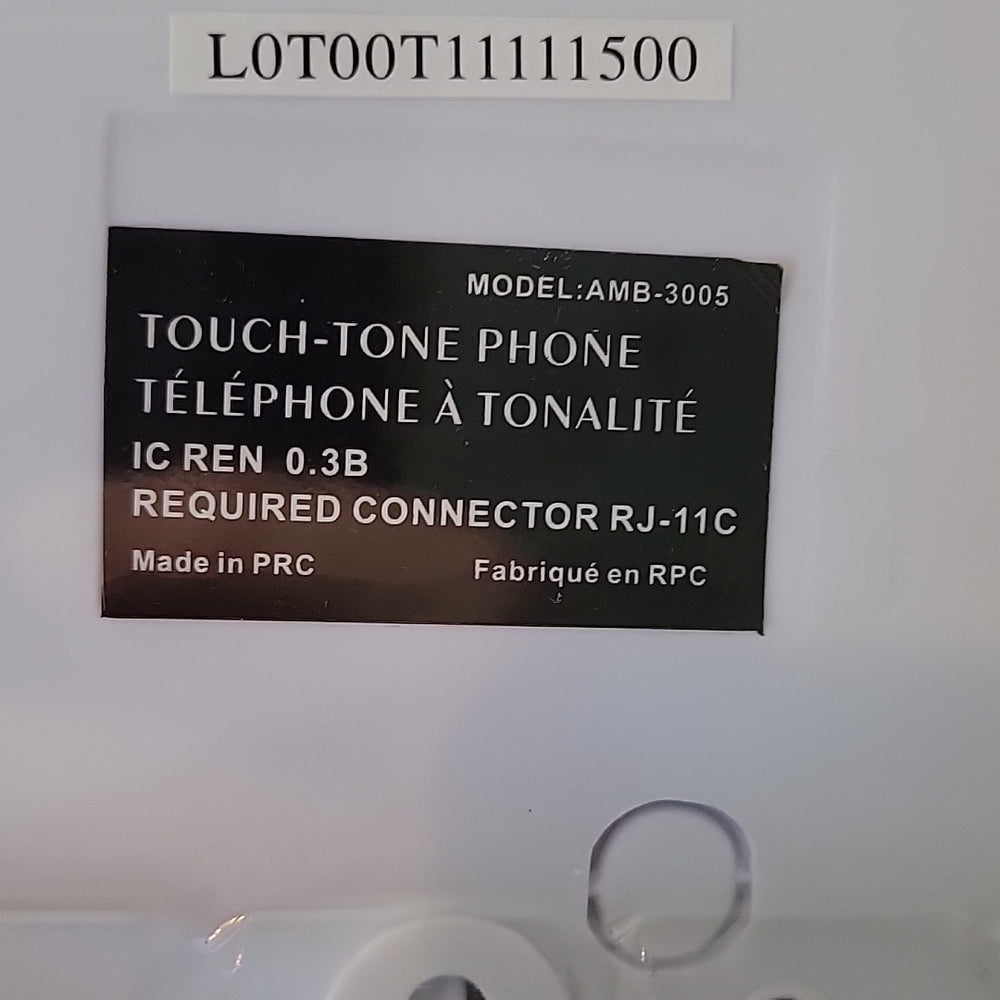 L0T00T11111500
MODEL:AMB-3005
TOUCH-TONE PHONE
TÉLÉPHONE À TONALITÉ
IC REN 0.3B
REQUIRED CONNECTOR RJ-11C
Made in PRC Fabriqué en RPC